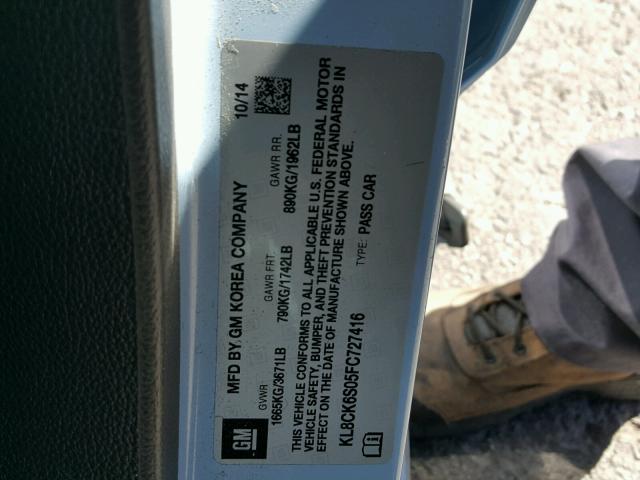 MFD BY GM KOREA COMPANY 10/14
GVWR GAWR FRT. GAWR RR.
1665KG/3671LB 790KG/1742LB 890KG/1962LB
THIS VEHICLE CONFORMS TO ALL APPLICABLE U.S. FEDERAL MOTOR
VEHICLE SAFETY, BUMPER, AND THEFT PREVENTION STANDARDS IN
EFFECT ON THE DATE OF MANUFACTURE SHOWN ABOVE.
KL8CK6S05FC727416 TYPE: PASS CAR
GM